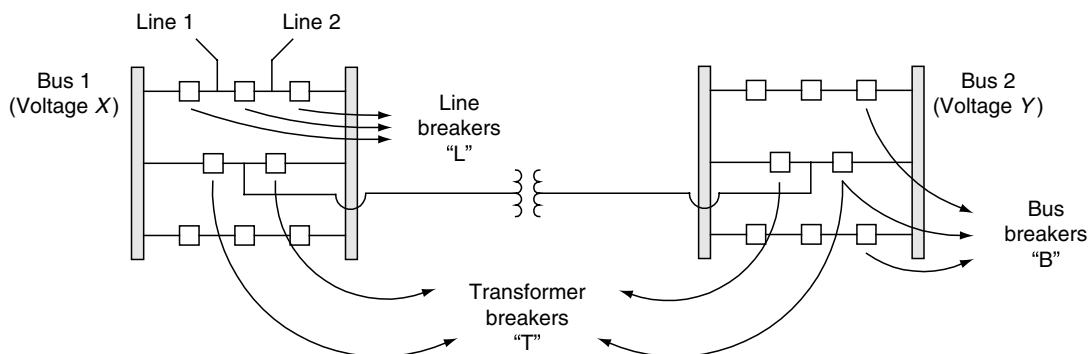 Line 1
Line 2
Bus 1
(Voltage X)
Line
breakers
“L”
Bus 2
(Voltage Y)
Bus
breakers
“B”
Transformer
breakers
“T”